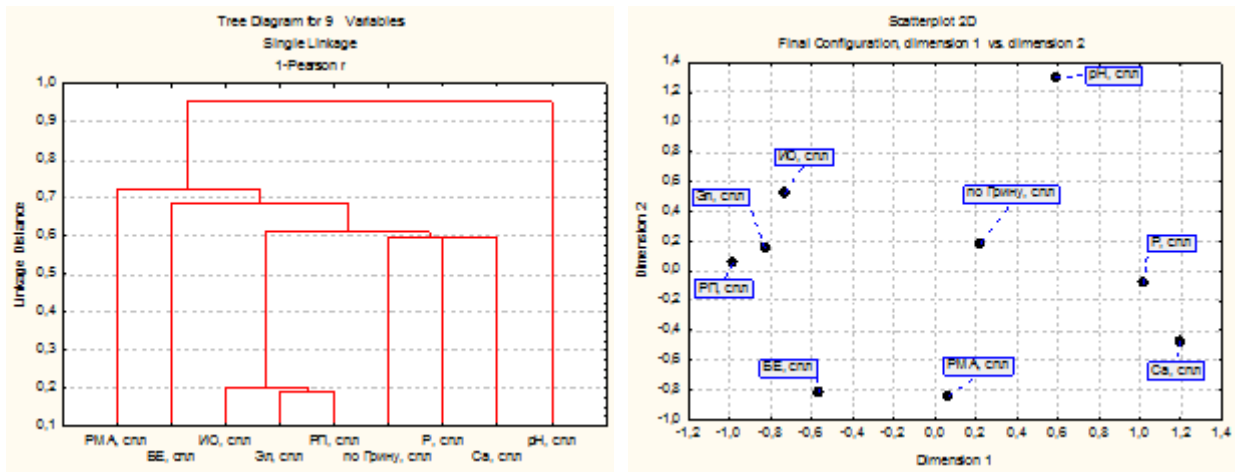 Tree Diagram for 9 Variables
Single Linkage
1-Pearson r
1,0
0,9
0,8
0,7
0,6
0,5
0,4
0,3
0,2
0,1
Linkage Distance
РМА, спл
ИО, спл
РП, спл
Р, спл
рН, спл
БЕ, спл
Эл, спл
по Грину, спл
Са, спл
Scatterplot 2D
Final Configuration, dimension 1 vs. dimension 2
1,4
1,2
1,0
0,8
0,6
0,4
0,2
0,0
-0,2
-0,4
-0,6
-0,8
-1,0
Dimension 2
рН, спл
ИО, спл
Эл, спл
по Грину, спл
Р, спл
РП, спл
БЕ, спл
РМА, спл
Са, спл
-1,2 -1,0 -0,8 -0,6 -0,4 -0,2 0,0 0,2 0,4 0,6 0,8 1,0 1,2 1,4
Dimension 1